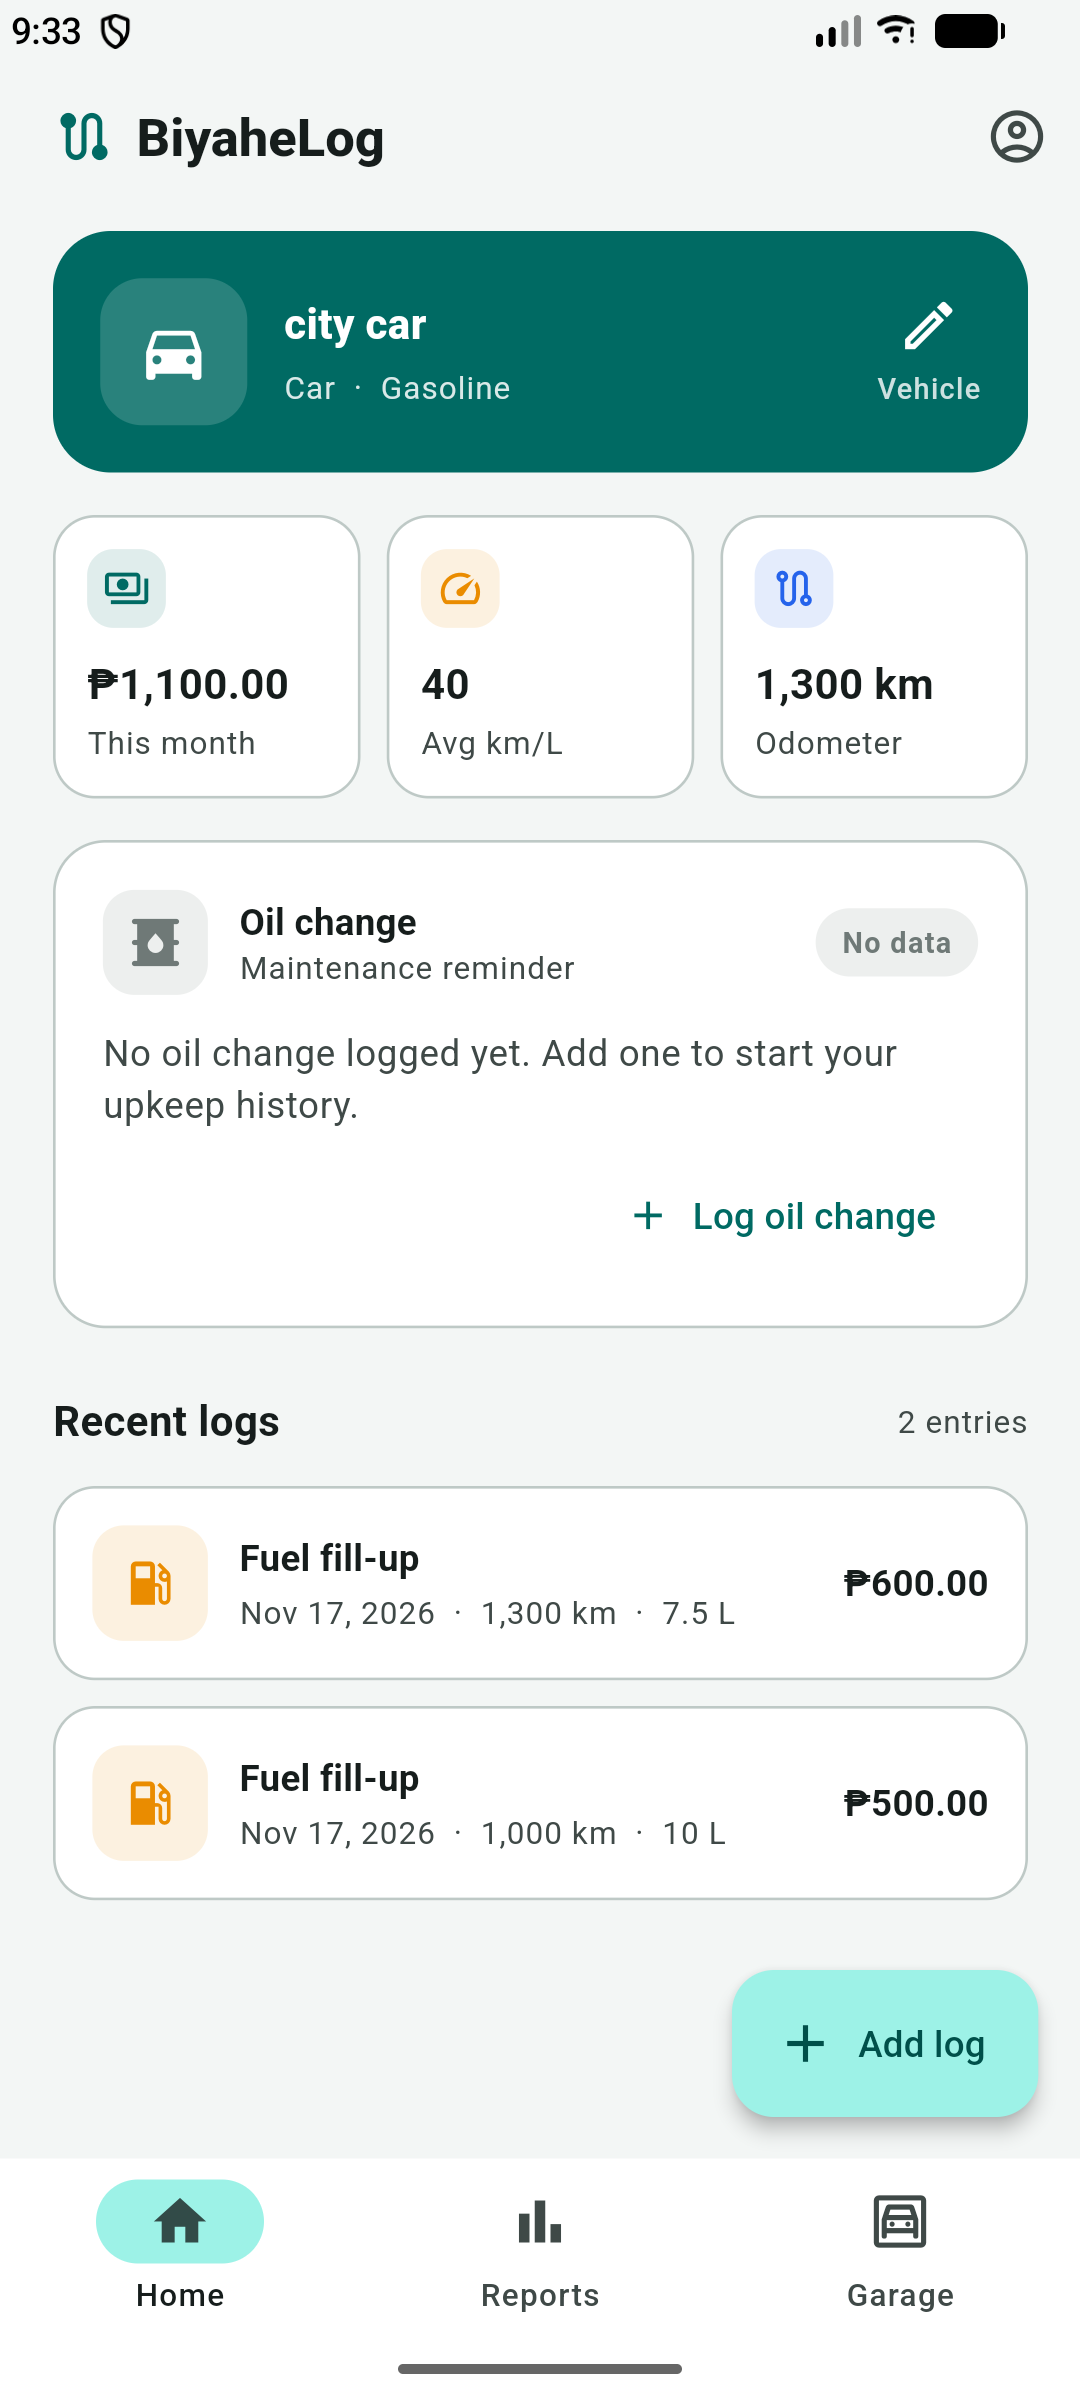 9:33
BiyaheLog
city car
Car · Gasoline
Vehicle
₱1,100.00
This month
40
Avg km/L
1,300 km
Odometer
Oil change
Maintenance reminder
No data
No oil change logged yet. Add one to start your
upkeep history.
+ Log oil change
Recent logs
2 entries
Fuel fill-up
Nov 17, 2026 · 1,300 km · 7.5 L
₱600.00
Fuel fill-up
Nov 17, 2026 · 1,000 km · 10 L
₱500.00
+ Add log
Home
Reports
Garage